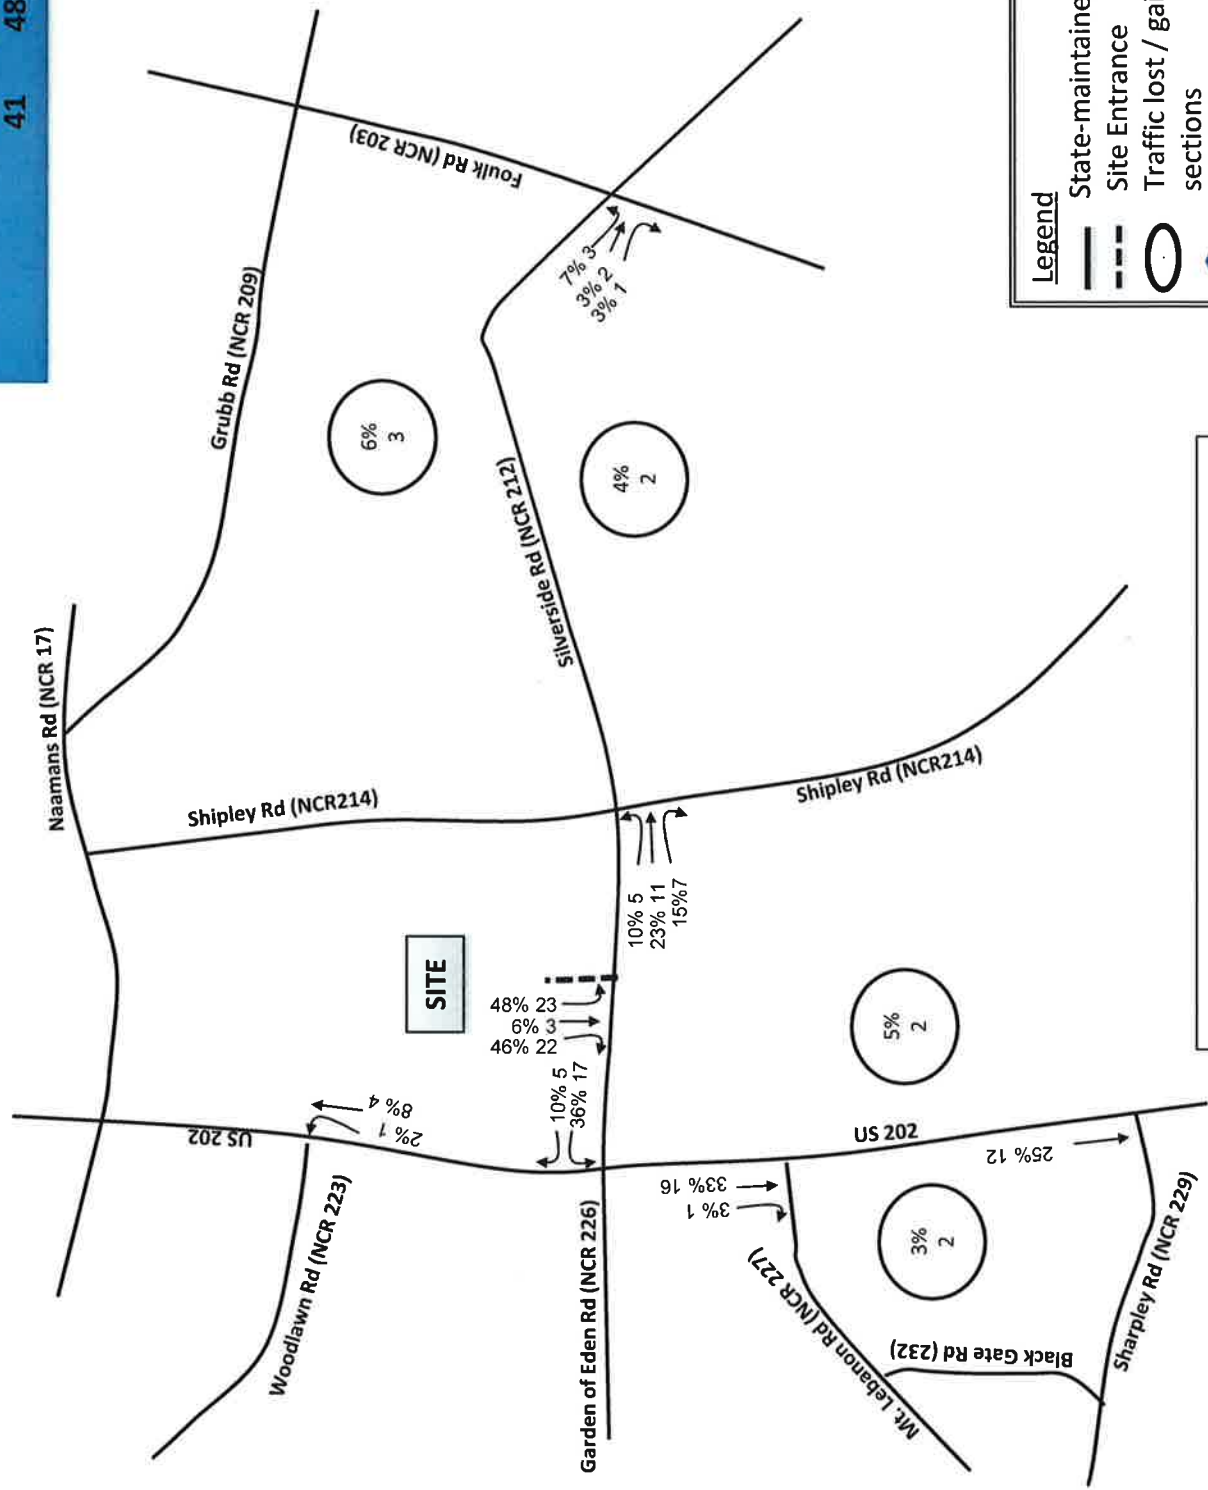 41 48
Naamans Rd (NCR 17)
Grubb Rd (NCR 209)
Foulk Rd (NCR 203)
Shipley Rd (NCR214)
6%
3
7% 3
3% 2
3% 1
Silverside Rd (NCR 212)
4%
2
SITE
48% 23
6% 3
46% 22
10% 5
23% 11
15%7
Shipley Rd (NCR214)
US 202
8% 4
2% 1
10% 5
36% 17
Woodlawn Rd (NCR 223)
Garden of Eden Rd (NCR 226)
33% 16
3% 1
US 202
25% 12
5%
2
3%
2
Mt. Lebanon Rd (NCR 227)
Black Gate Rd (232)
Sharpley Rd (NCR 229)
Legend
State-maintaine
Site Entrance
Traffic lost / gai
sections